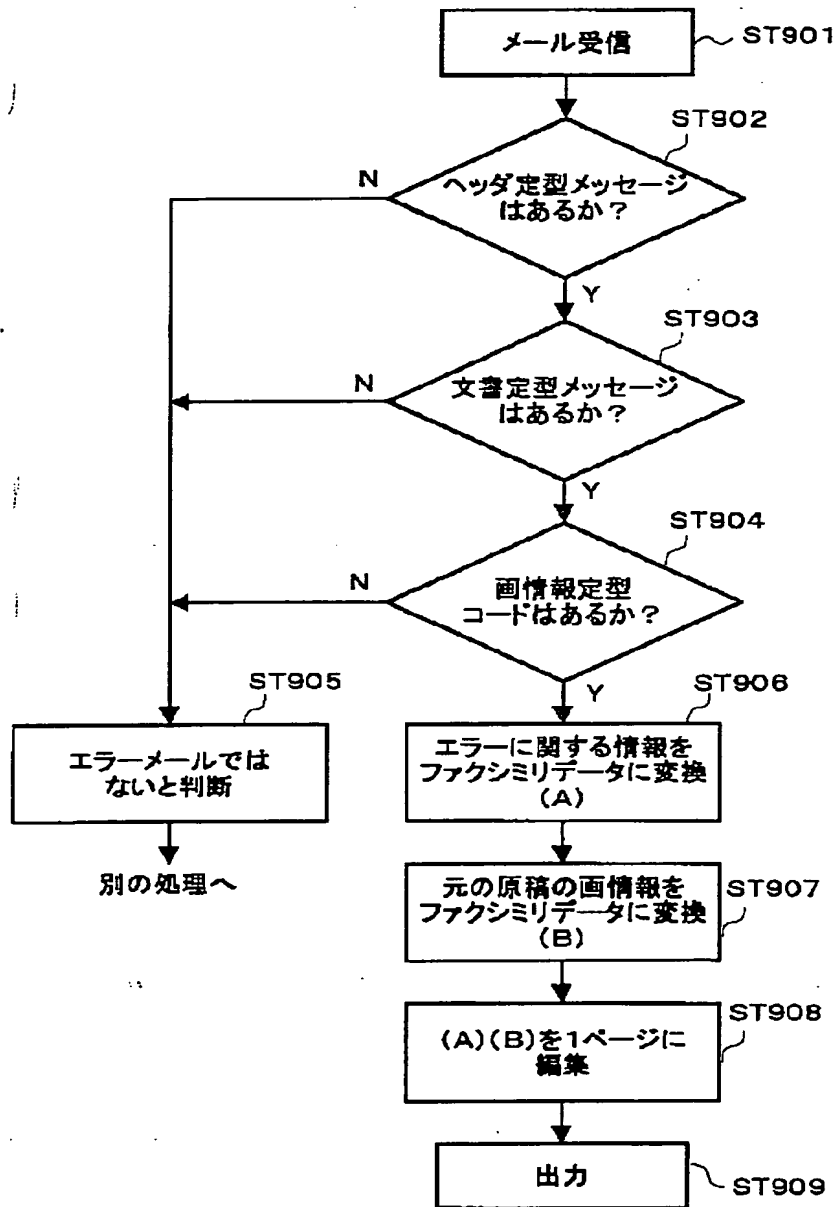 メール受信
ST901
ST902
N
ヘッダ定型メッセージ
はあるか？
Y
ST903
N
文書定型メッセージ
はあるか？
Y
ST904
N
画情報定型
コードはあるか？
Y
ST905
エラーメールでは
ないと判断
別の処理へ
ST906
エラーに関する情報を
ファクシミリデータに変換
(A)
元の原稿の画情報を
ファクシミリデータに変換
(B)
ST907
ST908
(A)(B)を1ページに
編集
出力
ST909